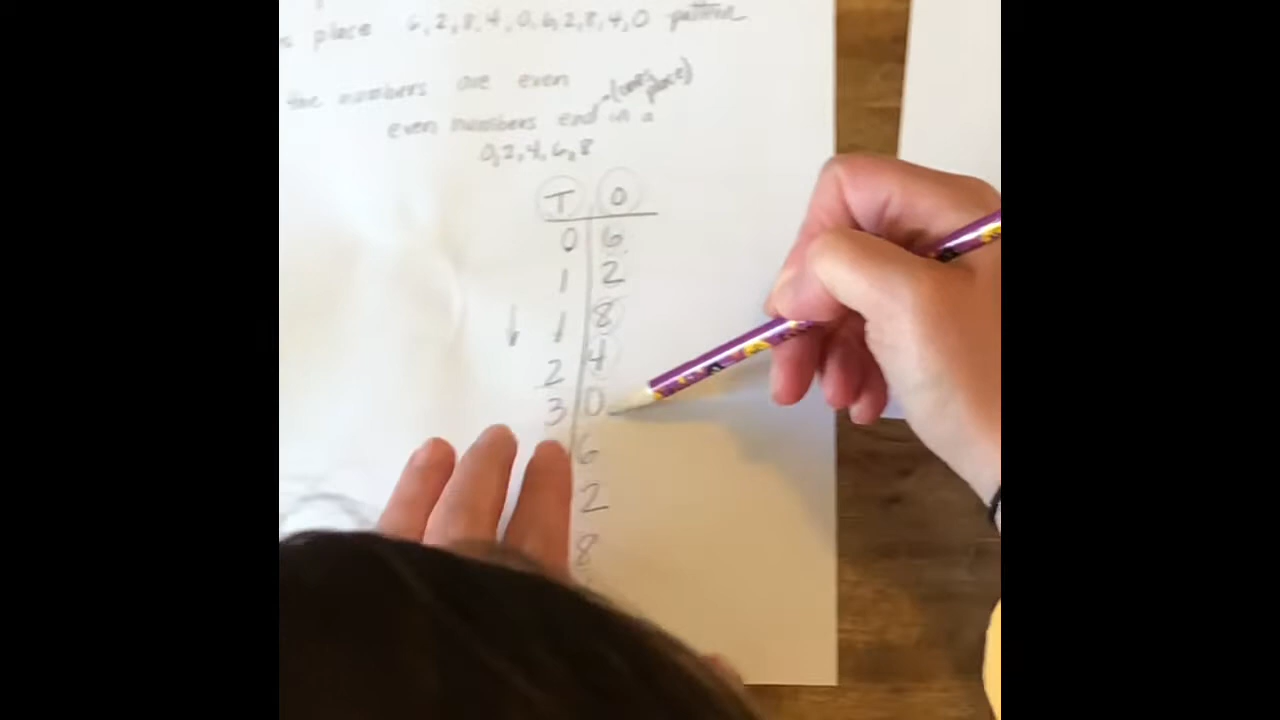 place 6, 2, 8, 4, 0, 6, 2, 8, 4, 0 pattern
the numbers are even
(one's place)
even numbers end in a
0, 2, 4, 6, 8
T O
0 6
1 2
1 8
2 4
3 0
6
2
8